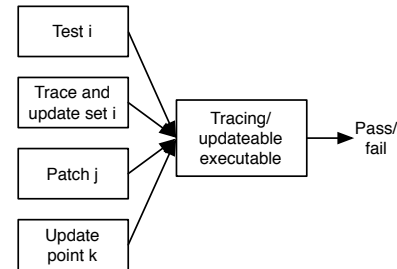 Test i
Trace and
update set i
Patch j
Update
point k
Tracing/
updateable
executable
Pass/
fail